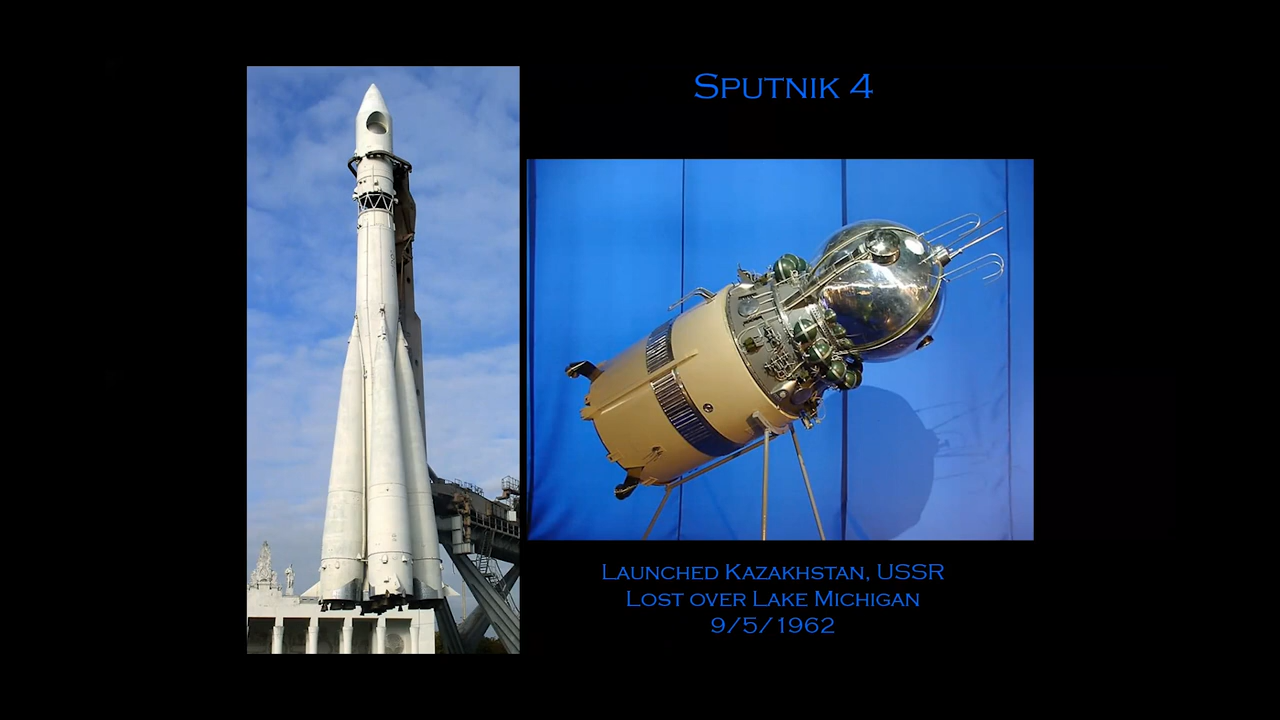 Sputnik 4
Launched Kazakhstan, USSR
Lost over Lake Michigan
9/5/1962